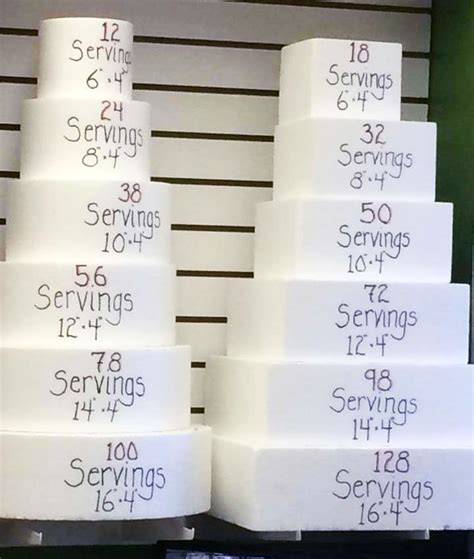 12
Serving
6"·4"
24
Servings
8"·4"
38
Servings
10"·4"
56
Servings
12"·4"
78
Servings
14"·4"
100
Servings
16"·4"
18
Servings
6"·4"
32
Servings
8"·4"
50
Servings
10"·4"
72
Servings
12"·4"
98
Servings
14"·4"
128
Servings
16"·4"